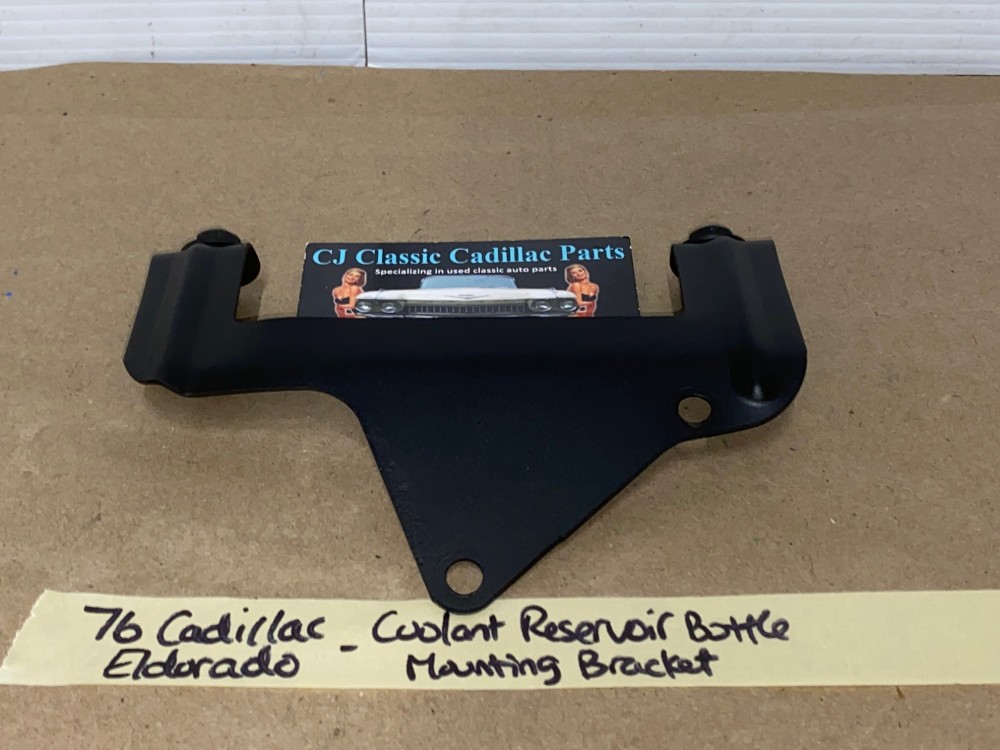 CJ Classic Cadillac Parts
Specializing in used classic auto parts
76 Cadillac - Coolant Reservoir Bottle
Eldorado Mounting Bracket